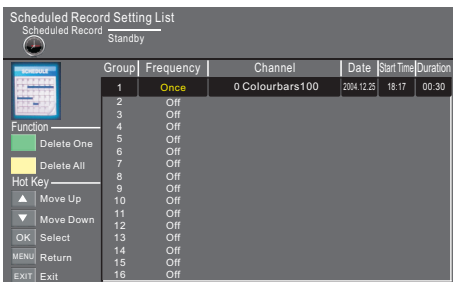 Scheduled Record Setting List
Scheduled Record
Standby
SCHEDULE
Group Frequency Channel Date Start Time Duration
1 Once 0 Colourbars100 2004.12.25 18:17 00:30
2 Off
3 Off
4 Off
5 Off
6 Off
7 Off
8 Off
9 Off
10 Off
11 Off
12 Off
13 Off
14 Off
15 Off
16 Off
Function
Delete One
Delete All
Hot Key
Move Up
Move Down
OK Select
MENU Return
EXIT Exit